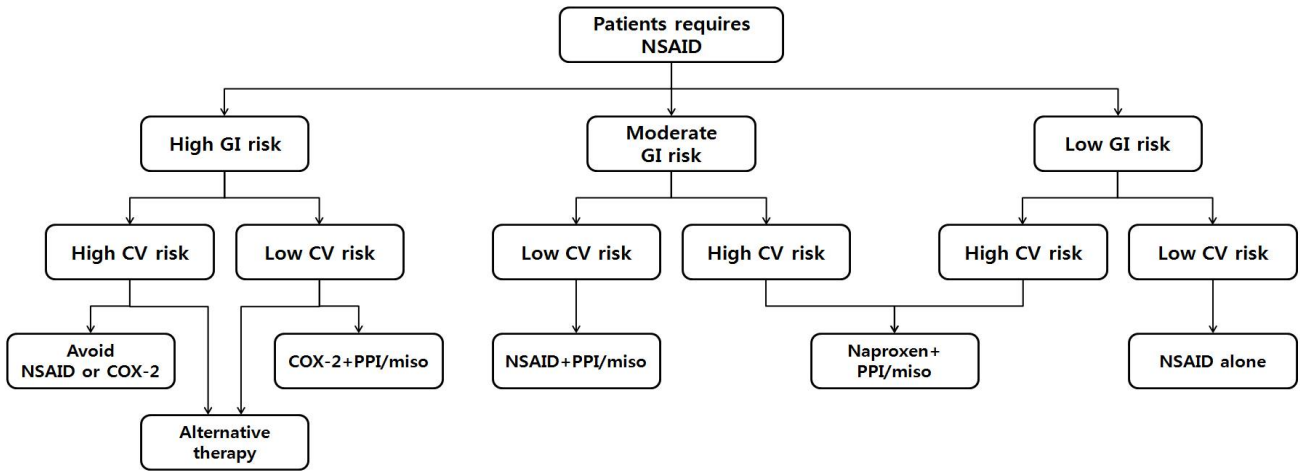 Patients requires
NSAID
High GI risk
Moderate
GI risk
Low GI risk
High CV risk
Low CV risk
Low CV risk
High CV risk
High CV risk
Low CV risk
Avoid
NSAID or COX-2
COX-2+PPI/miso
NSAID+PPI/miso
Naproxen+
PPI/miso
NSAID alone
Alternative
therapy